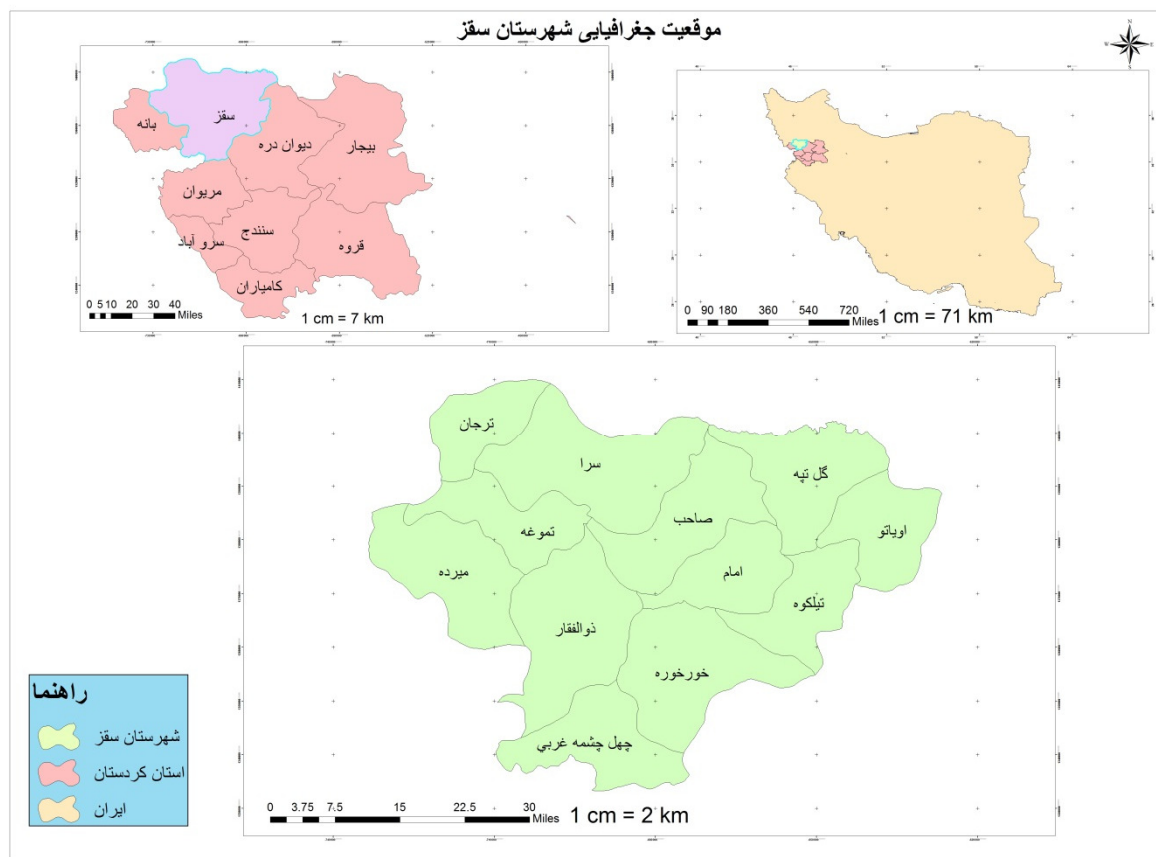 موقعیت جغرافیایی شهرستان سقز
N
W E
S
سقز
بانه
دیوان دره
بیجار
مریوان
سنندج
سرو آباد
قروه
کامیاران
0 5 10 20 30 40
Miles
1 cm = 7 km
0 90 180 360 540 720
Miles
1 cm = 71 km
ترجان
سرا
گل تپه
صاحب
اوياتو
تموغه
امام
میرده
تیلکوه
ذوالفقار
خورخوره
چهل چشمه غربي
0 3.75 7.5 15 22.5 30
Miles
1 cm = 2 km
راهنما
شهرستان سقز
استان کردستان
ایران